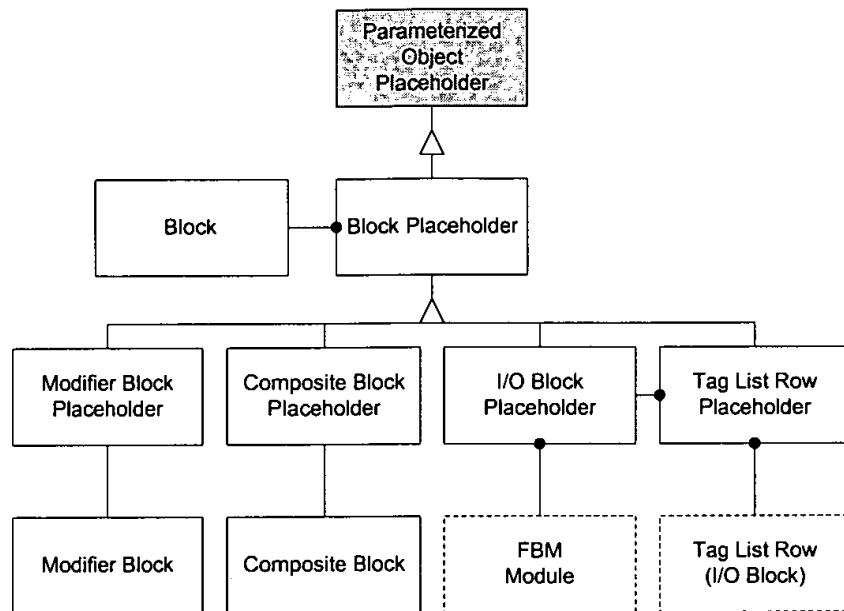 Parameterized
Object
Placeholder
Block
Block Placeholder
Modifier Block
Placeholder
Composite Block
Placeholder
I/O Block
Placeholder
Tag List Row
Placeholder
Modifier Block
Composite Block
FBM
Module
Tag List Row
(I/O Block)